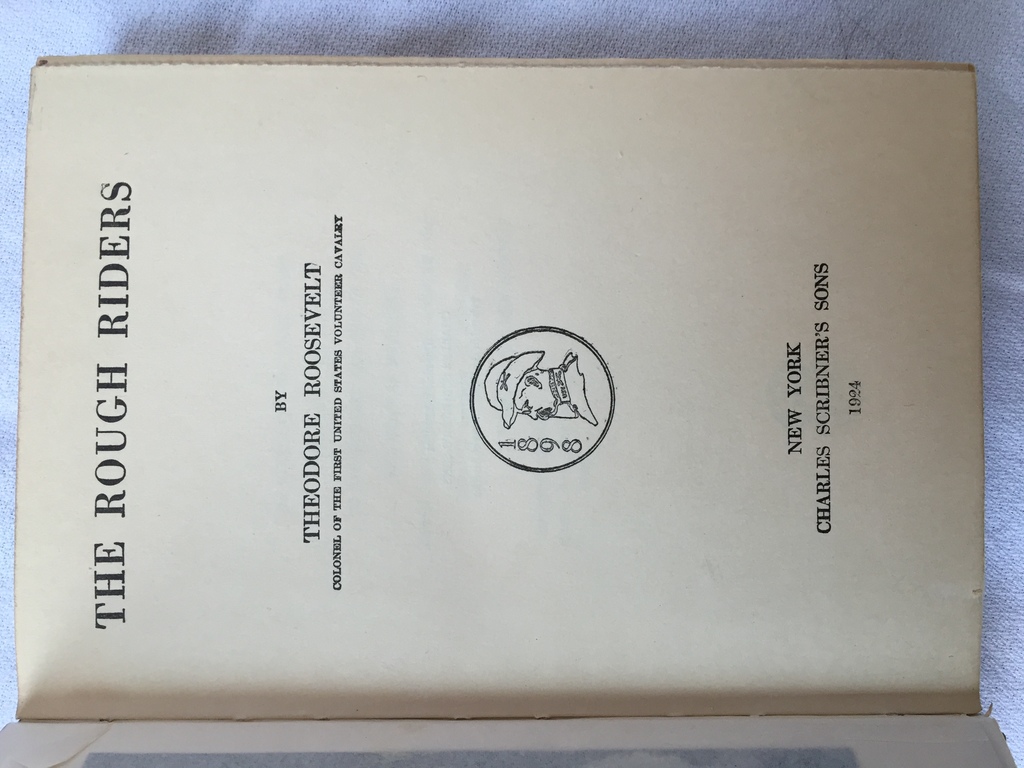 THE ROUGH RIDERS
BY
THEODORE ROOSEVELT
COLONEL OF THE FIRST UNITED STATES VOLUNTEER CAVALRY
1898
NEW YORK
CHARLES SCRIBNER'S SONS
1924